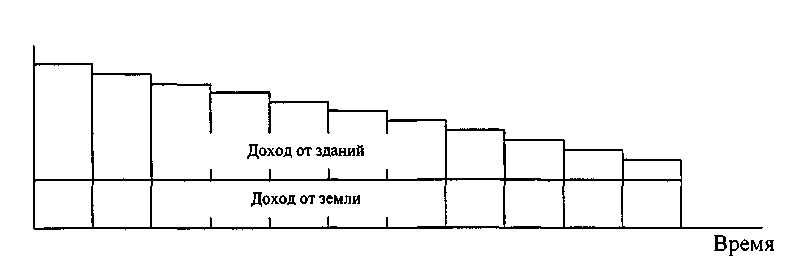 Доход от зданий
Доход от земли
Время